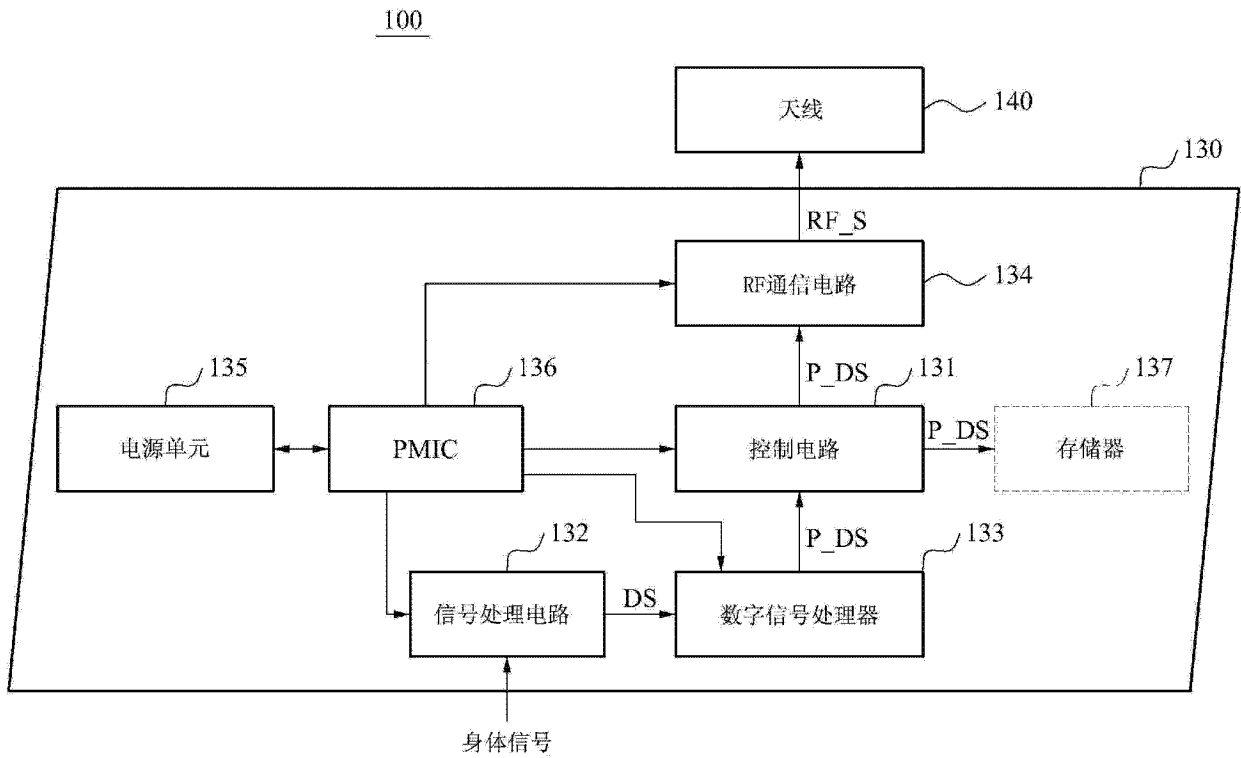 100
天线
140
130
RF_S
RF通信电路
134
P_DS
135
136
131
137
电源单元
PMIC
控制电路
P_DS
存储器
132
P_DS
133
信号处理电路
DS
数字信号处理器
身体信号